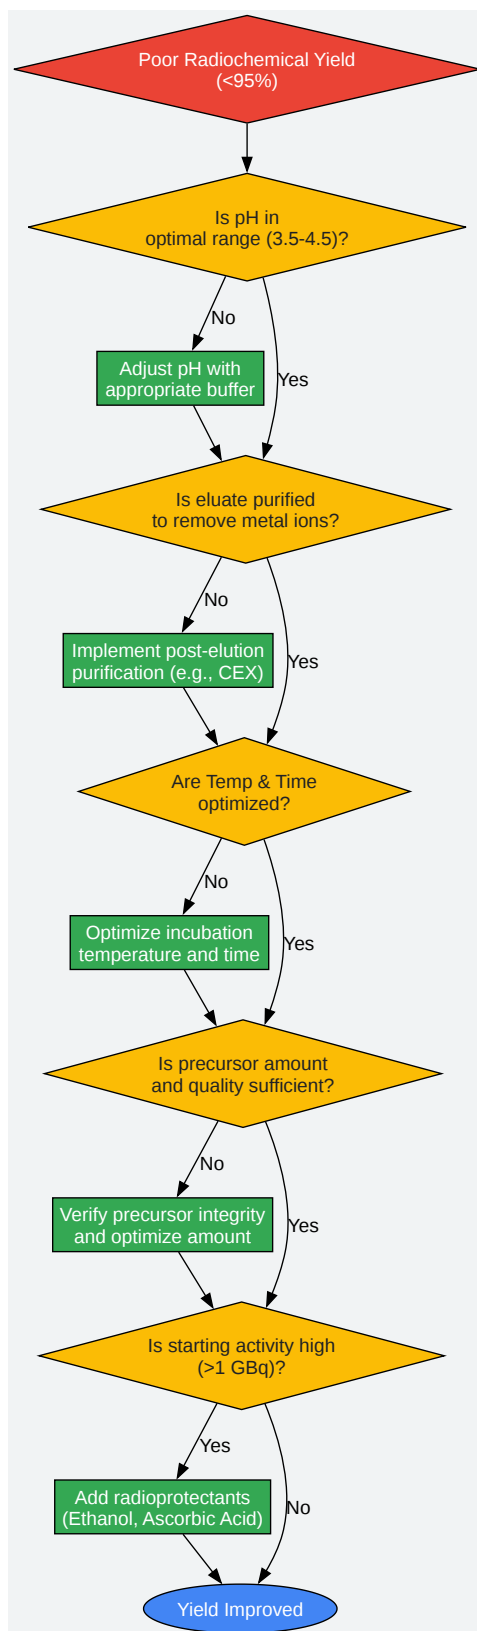 Poor Radiochemical Yield
(<95%)
Is pH in
optimal range (3.5-4.5)?
No
Adjust pH with
appropriate buffer
Yes
Is eluate purified
to remove metal ions?
No
Implement post-elution
purification (e.g., CEX)
Yes
Are Temp & Time
optimized?
No
Optimize incubation
temperature and time
Yes
Is precursor amount
and quality sufficient?
No
Verify precursor integrity
and optimize amount
Yes
Is starting activity high
(>1 GBq)?
Yes
Add radioprotectants
(Ethanol, Ascorbic Acid)
No
Yield Improved